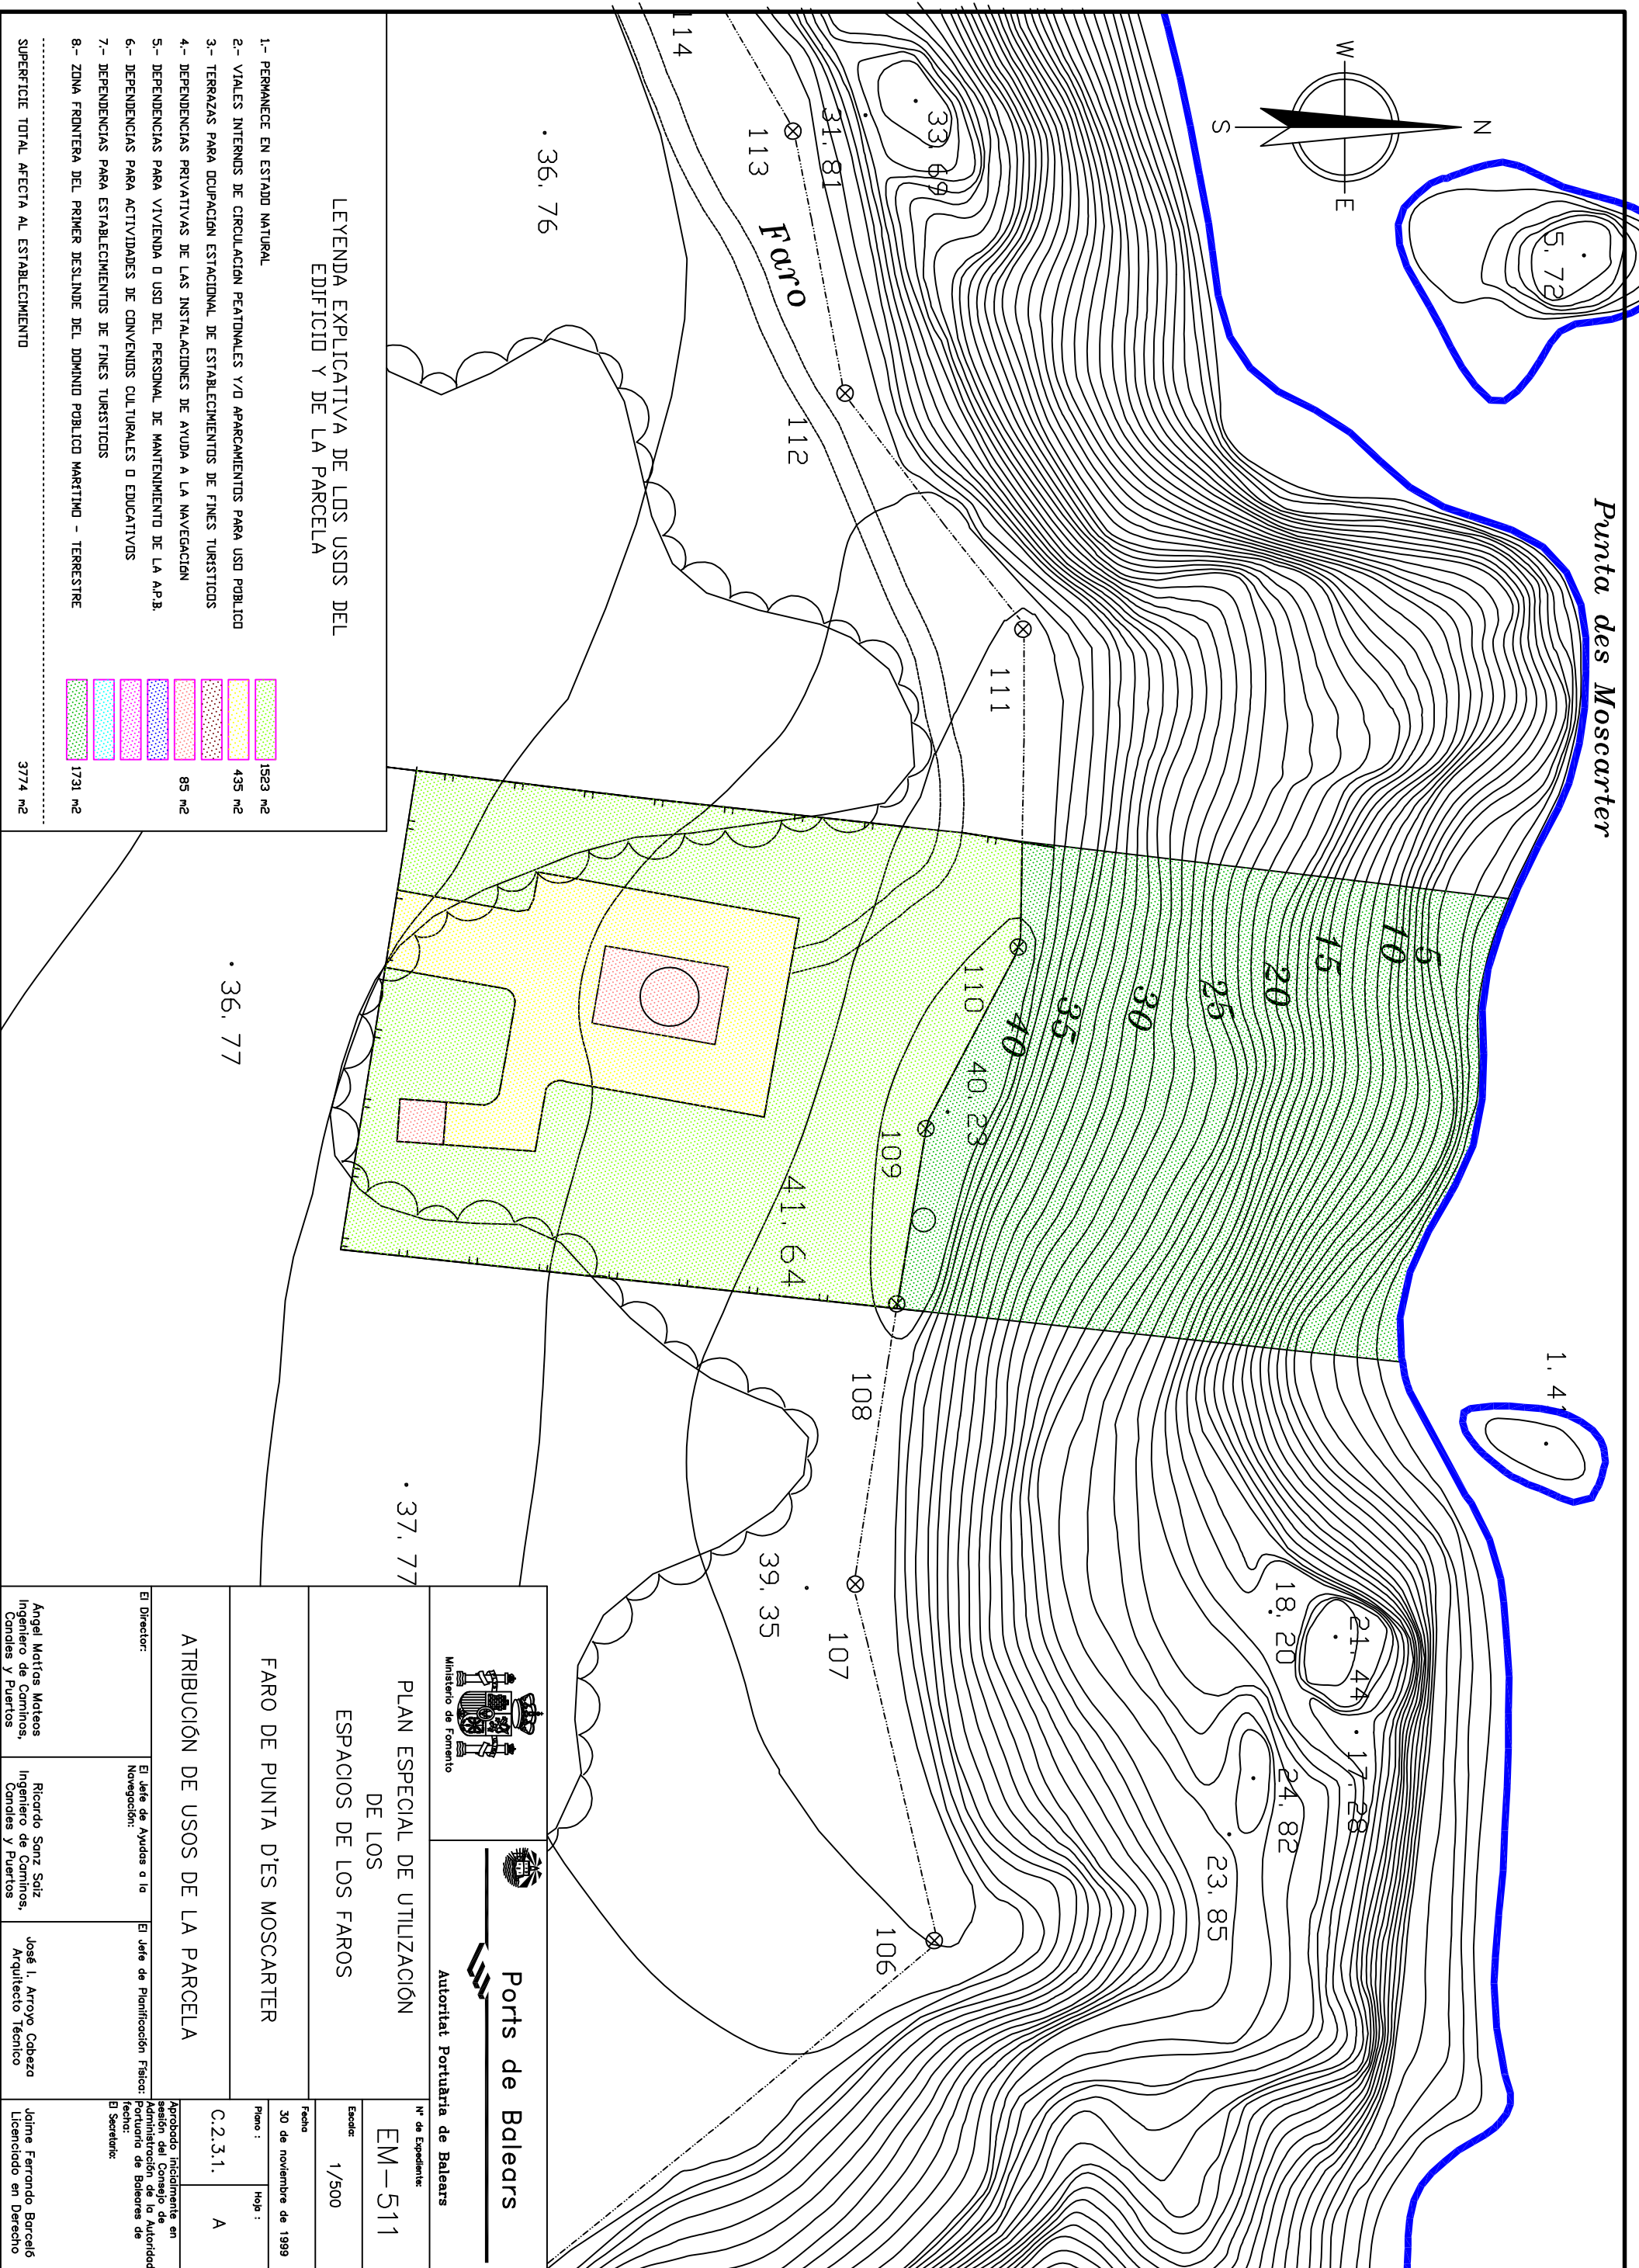 Punta des Moscarter
N
S
W
E
5,72
33,69
31,81
114
113
Faro
112
111
36,76
5
10
15
20
25
30
35
40
110
40,23
109
41,64
108
107
106
39,35
36,77
37,77
18,20
21,44
17,28
24,82
23,85
LEYENDA EXPLICATIVA DE LOS USOS DEL
EDIFICIO Y DE LA PARCELA
1.- PERMANECE EN ESTADO NATURAL 1523 m2
2.- VIALES INTERNOS DE CIRCULACIÓN PEATONALES Y/O APARCAMIENTOS PARA USO PÚBLICO 435 m2
3.- TERRAZAS PARA OCUPACIÓN ESTACIONAL DE ESTABLECIMIENTOS DE FINES TURÍSTICOS
4.- DEPENDENCIAS PRIVATIVAS DE LAS INSTALACIONES DE AYUDA A LA NAVEGACIÓN 85 m2
5.- DEPENDENCIAS PARA VIVIENDA O USO DEL PERSONAL DE MANTENIMIENTO DE LA A.P.B.
6.- DEPENDENCIAS PARA ACTIVIDADES DE CONVENIOS CULTURALES O EDUCATIVOS
7.- DEPENDENCIAS PARA ESTABLECIMIENTOS DE FINES TURÍSTICOS
8.- ZONA FRONTERA DEL PRIMER DESLINDE DEL DOMINIO PÚBLICO MARÍTIMO - TERRESTRE 1731 m2
SUPERFICIE TOTAL AFECTA AL ESTABLECIMIENTO 3774 m2
Ministerio de Fomento
Ports de Balears
Autoritat Portuària de Balears
PLAN ESPECIAL DE UTILIZACIÓN
DE LOS
ESPACIOS DE LOS FAROS
FARO DE PUNTA D'ES MOSCARTER
ATRIBUCIÓN DE USOS DE LA PARCELA
Nº de Expediente:
EM-511
Escala:
1/500
Fecha
30 de noviembre de 1999
Plano :
C.2.3.1.
Hoja :
A
El Director:
Ángel Matías Mateos
Ingeniero de Caminos,
Canales y Puertos
El Jefe de Ayudas a la
Navegación:
Ricardo Sanz Saiz
Ingeniero de Caminos,
Canales y Puertos
El Jefe de Planificación Física:
José I. Arroyo Cabeza
Arquitecto Técnico
Aprobado inicialmente en
sesión del Consejo de
Administración de la Autoridad
Portuaria de Baleares de
fecha:
El Secretario:
Jaime Ferrando Barceló
Licenciado en Derecho